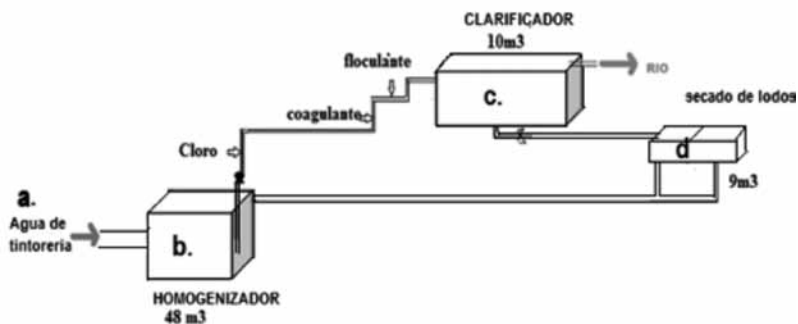 CLARIFICADOR
10m3
floculante
RIO
c.
secado de lodos
coagulante
d
Cloro
9m3
a.
Agua de
tintoreria
b.
HOMOGENIZADOR
48 m3